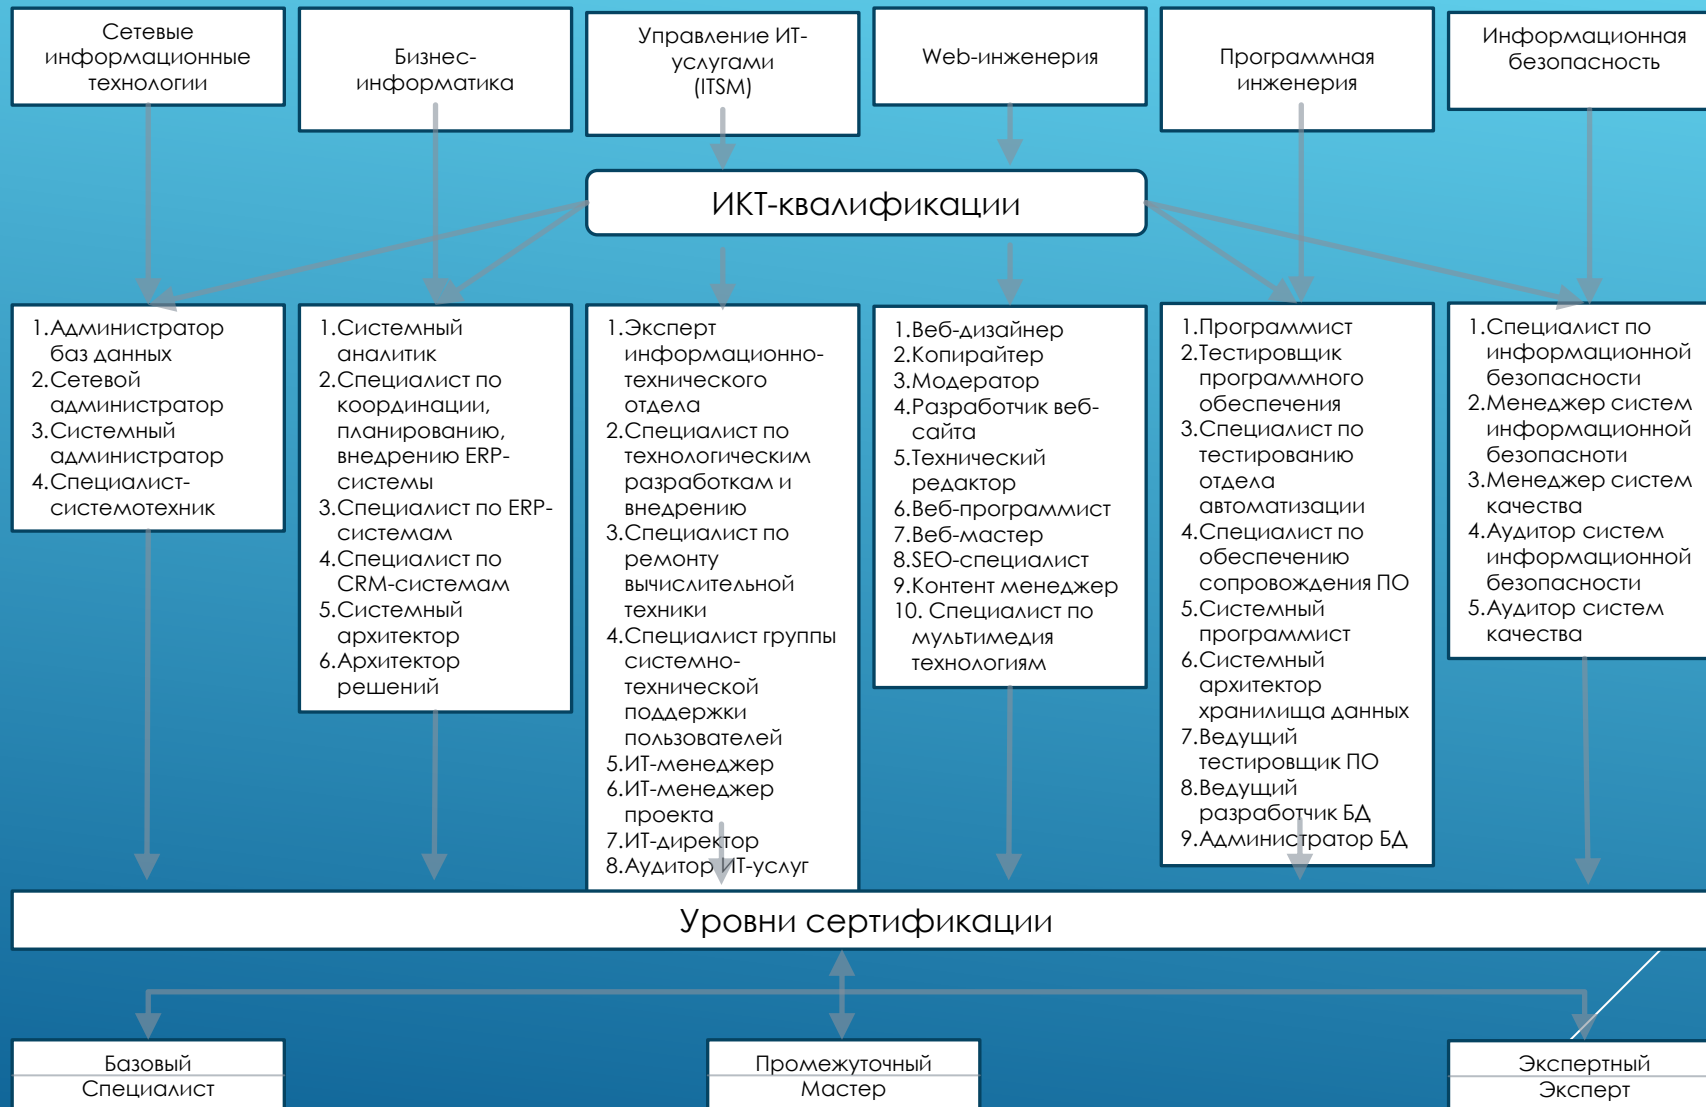 Сетевые
информационные
технологии
Бизнес-
информатика
Управление ИТ-
услугами
(ITSM)
Web-инженерия
Программная
инженерия
Информационная
безопасность
ИКТ-квалификации
1.Администратор
баз данных
2.Сетевой
администратор
3.Системный
администратор
4.Специалист-
системотехник
1.Системный
аналитик
2.Специалист по
координации,
планированию,
внедрению ERP-
системы
3.Специалист по ERP-
системам
4.Специалист по
CRM-системам
5.Системный
архитектор
6.Архитектор
решений
1.Эксперт
информационно-
технического
отдела
2.Специалист по
технологическим
разработкам и
внедрению
3.Специалист по
ремонту
вычислительной
техники
4.Специалист группы
системно-
технической
поддержки
пользователей
5.ИТ-менеджер
6.ИТ-менеджер
проекта
7.ИТ-директор
8.Аудитор ИТ-услуг
1.Веб-дизайнер
2.Копирайтер
3.Модератор
4.Разработчик веб-
сайта
5.Технический
редактор
6.Веб-программист
7.Веб-мастер
8.SEO-специалист
9.Контент менеджер
10. Специалист по
мультимедия
технологиям
1.Программист
2.Тестировщик
программного
обеспечения
3.Специалист по
тестированию
отдела
автоматизации
4.Специалист по
обеспечению
сопровождения ПО
5.Системный
программист
6.Системный
архитектор
хранилища данных
7.Ведущий
тестировщик ПО
8.Ведущий
разработчик БД
9.Администратор БД
1.Специалист по
информационной
безопасности
2.Менеджер систем
информационной
безопасноти
3.Менеджер систем
качества
4.Аудитор систем
информационной
безопасности
5.Аудитор систем
качества
Уровни сертификации
Базовый
Специалист
Промежуточный
Мастер
Экспертный
Эксперт